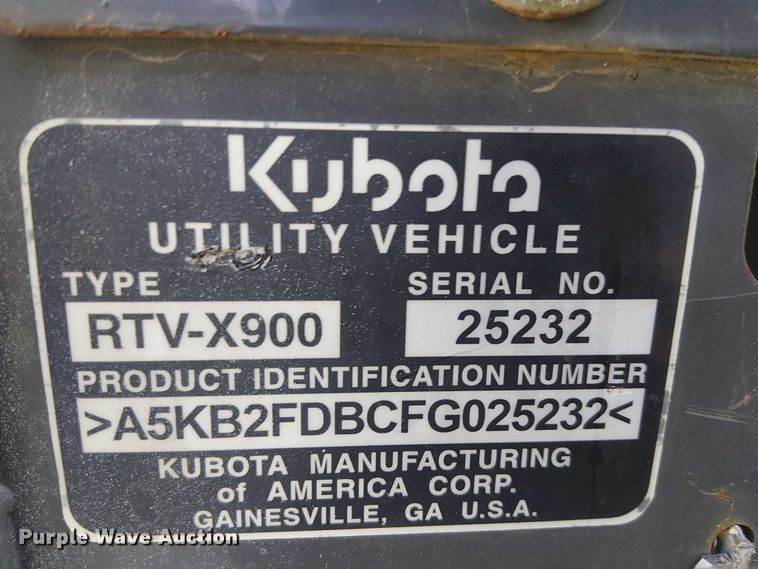 Kubota
UTILITY VEHICLE
TYPE SERIAL NO.
RTV-X900 25232
PRODUCT IDENTIFICATION NUMBER
>A5KB2FDBCFG025232<
KUBOTA MANUFACTURING
of AMERICA CORP.
GAINESVILLE, GA U.S.A.
Purple Wave Auction